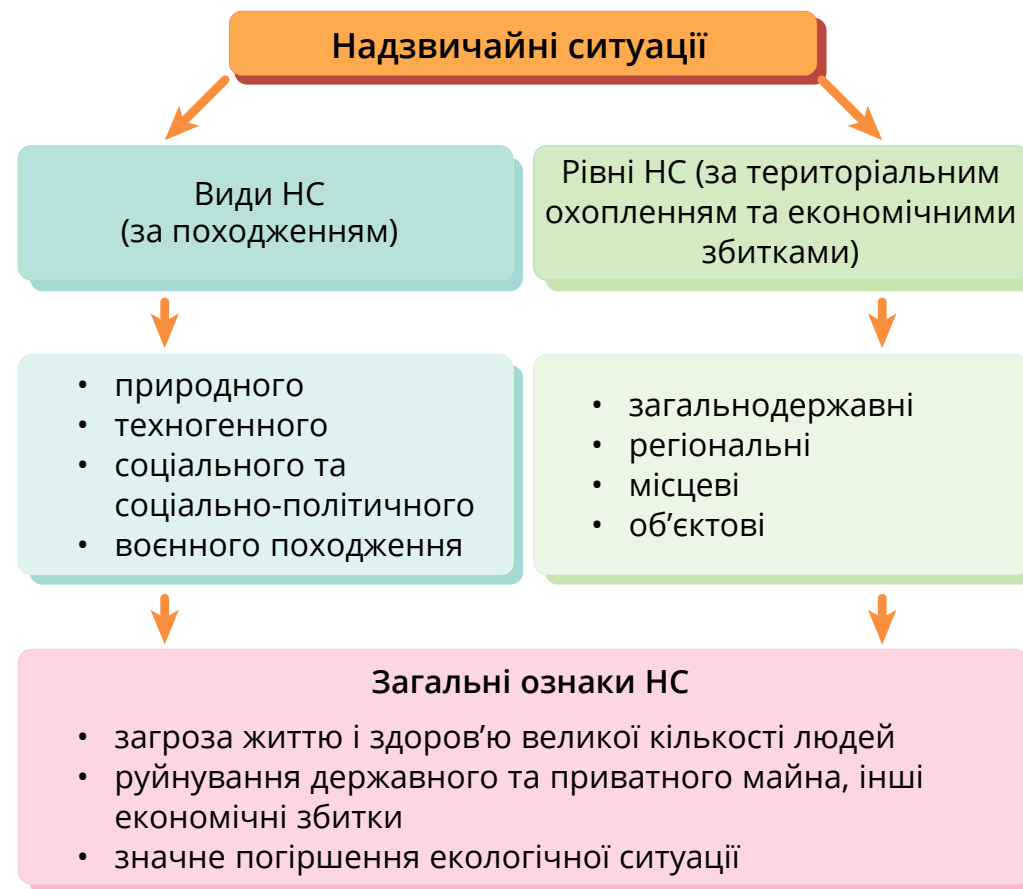 Надзвичайні ситуації
Види НС
(за походженням)
Рівні НС (за територіальним
охопленням та економічними
збитками)
• природного
• техногенного
• соціального та
соціально-політичного
• воєнного походження
• загальнодержавні
• регіональні
• місцеві
• об’єктові
Загальні ознаки НС
• загроза життю і здоров’ю великої кількості людей
• руйнування державного та приватного майна, інші
економічні збитки
• значне погіршення екологічної ситуації